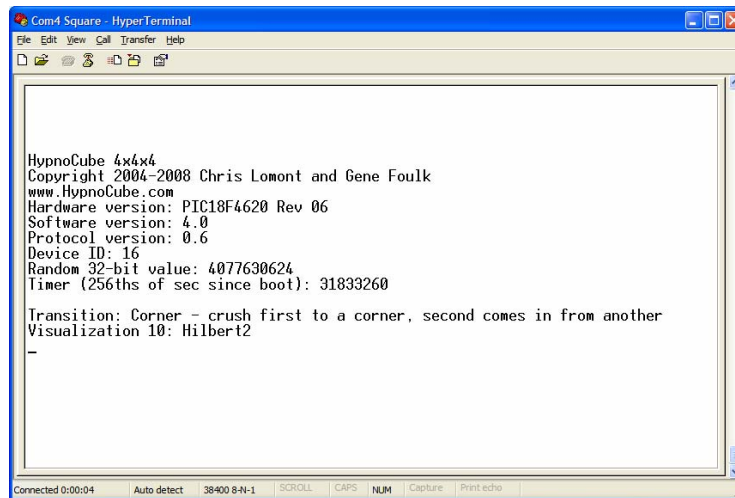 Com4 Square - HyperTerminal
File Edit View Call Transfer Help
HypnoCube 4x4x4
Copyright 2004-2008 Chris Lomont and Gene Foulk
www.HypnoCube.com
Hardware version: PIC18F4620 Rev 06
Software version: 4.0
Protocol version: 0.6
Device ID: 16
Random 32-bit value: 4077630624
Timer (256ths of sec since boot): 31833260
Transition: Corner - crush first to a corner, second comes in from another
Visualization 10: Hilbert2
Connected 0:00:04 Auto detect 38400 8-N-1 SCROLL CAPS NUM Capture Print echo